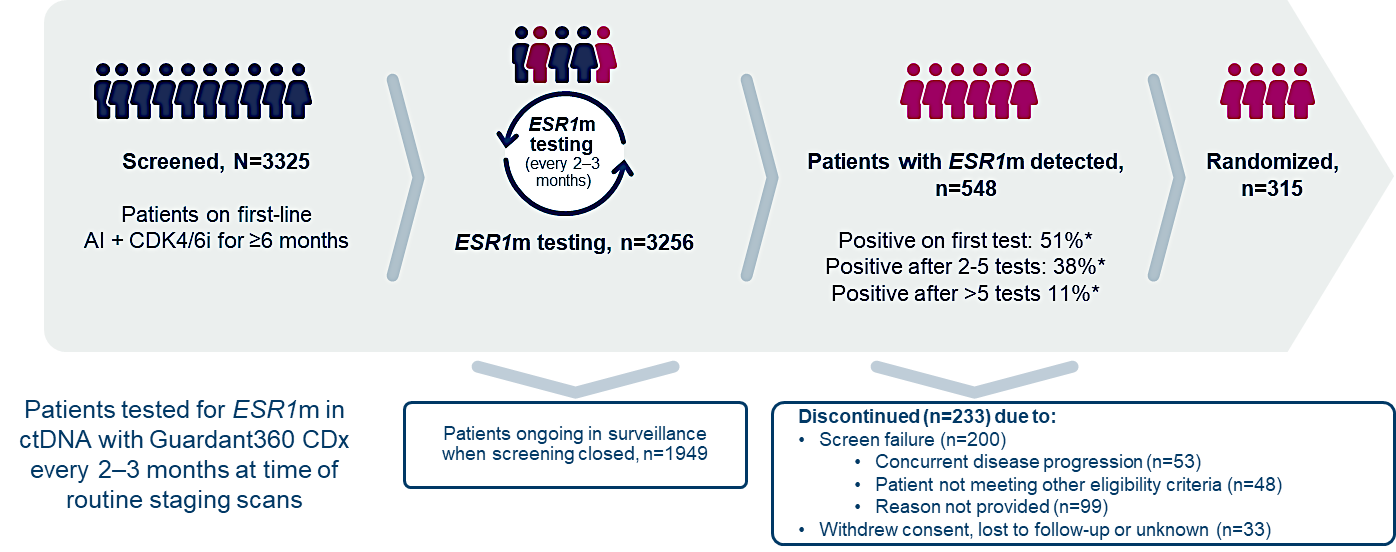 Screened, N=3325
Patients on first-line
AI + CDK4/6i for ≥6 months
ESR1m
testing
(every 2–3
months)
ESR1m testing, n=3256
Patients with ESR1m detected,
n=548
Positive on first test: 51%*
Positive after 2-5 tests: 38%*
Positive after >5 tests 11%*
Randomized,
n=315
Patients tested for ESR1m in
ctDNA with Guardant360 CDx
every 2–3 months at time of
routine staging scans
Patients ongoing in surveillance
when screening closed, n=1949
Discontinued (n=233) due to:
• Screen failure (n=200)
• Concurrent disease progression (n=53)
• Patient not meeting other eligibility criteria (n=48)
• Reason not provided (n=99)
• Withdrew consent, lost to follow-up or unknown (n=33)